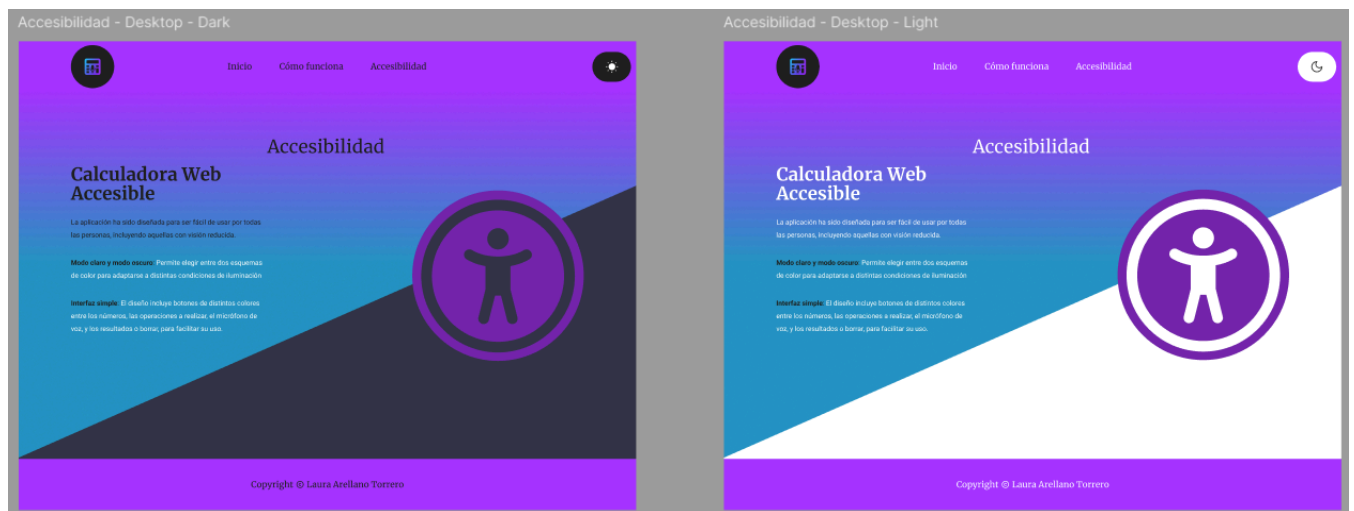 Accesibilidad - Desktop - Dark
Inicio Cómo funciona Accesibilidad
Accesibilidad
Calculadora Web
Accesible
La aplicación ha sido diseñada para ser fácil de usar por todas
las personas, incluyendo aquellas con visión reducida.
Modo claro y modo oscuro: Permite elegir entre dos esquemas
de color para adaptarse a distintas condiciones de iluminación
Interfaz simple: El diseño incluye botones de distintos colores
entre los números, las operaciones a realizar, el micrófono de
voz, y los resultados o borrar, para facilitar su uso.
Copyright © Laura Arellano Torrero
Accesibilidad - Desktop - Light
Inicio Cómo funciona Accesibilidad
Accesibilidad
Calculadora Web
Accesible
La aplicación ha sido diseñada para ser fácil de usar por todas
las personas, incluyendo aquellas con visión reducida.
Modo claro y modo oscuro: Permite elegir entre dos esquemas
de color para adaptarse a distintas condiciones de iluminación
Interfaz simple: El diseño incluye botones de distintos colores
entre los números, las operaciones a realizar, el micrófono de
voz, y los resultados o borrar, para facilitar su uso.
Copyright © Laura Arellano Torrero